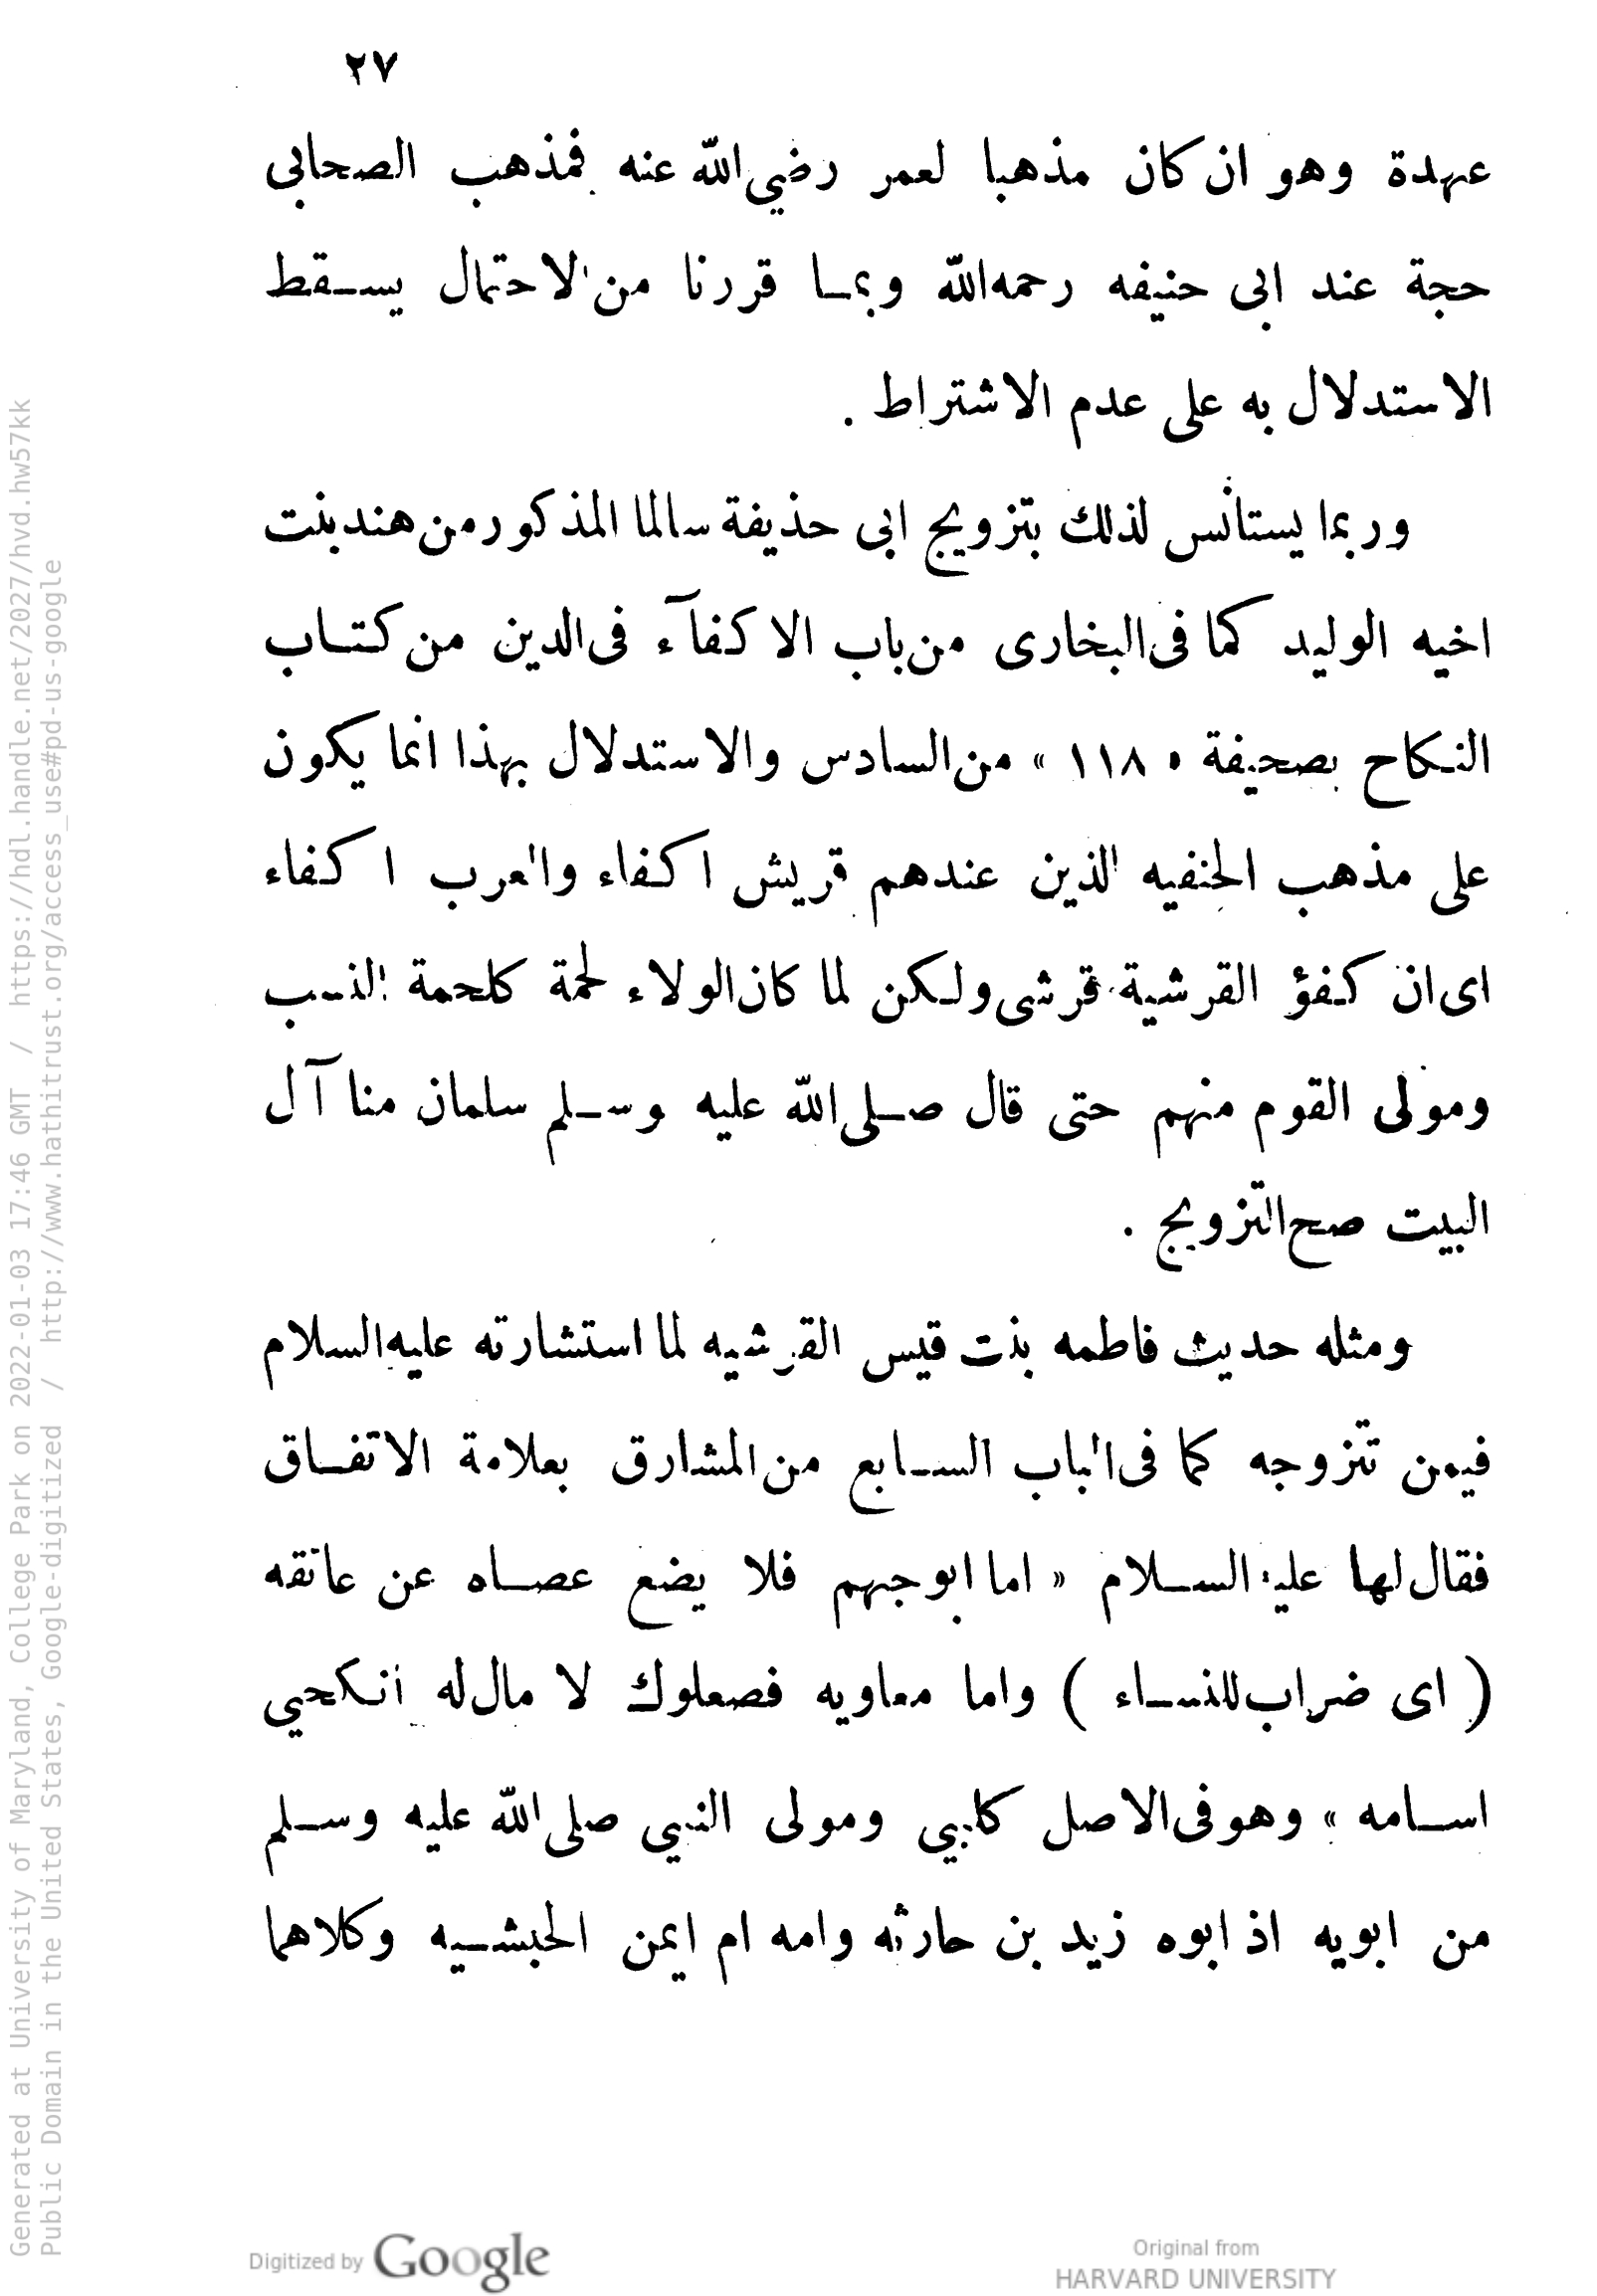 ٢٧
عهدة وهو ان كان مذهبا لعمر رضي الله عنه فمذهب الصحابى
حجة عند ابى حنيفه رحمه الله وبما قررنا من الاحتمال يسقط
الاستدلال به على عدم الاشتراط .
وربما يستانس لذلك بتزويج ابى حذيفة سالما المذكور من هند بنت
اخيه الوليد كما فى البخارى من باب الاكفآء فى الدين من كتاب
النكاح بصحيفة « ١١٨ » من السادس والاستدلال بهذا انما يكون
على مذهب الحنفيه الذين عندهم قريش اكفاء والعرب اكفاء
اى ان كفؤ القرشية قرشى ولكن لما كان الولاء لحمة كلحمة النسب
ومولى القوم منهم حتى قال صلى الله عليه وسلم سلمان منا آل
البيت صح التزويج .
ومثله حديث فاطمه بنت قيس القرشيه لما استشارته عليه السلام
فيمن تتزوجه كما فى الباب السابع من المشارق بعلامة الاتفاق
فقال لها عليه السلام « اما ابو جهم فلا يضع عصاه عن عاتقه
( اى ضراب للنساء ) واما معاويه فصعلوك لا مال له انكحي
اسامه » وهو فى الاصل كلبي ومولى النبي صلى الله عليه وسلم
من ابويه اذ ابوه زيد بن حارثه وامه ام ايمن الحبشيه وكلاهما
Generated at University of Maryland, College Park on 2022-01-03 17:46 GMT / https://hdl.handle.net/2027/hvd.hw57kk
Public Domain in the United States, Google-digitized / http://www.hathitrust.org/access_use#pd-us-google
Digitized by Google
Original from
HARVARD UNIVERSITY